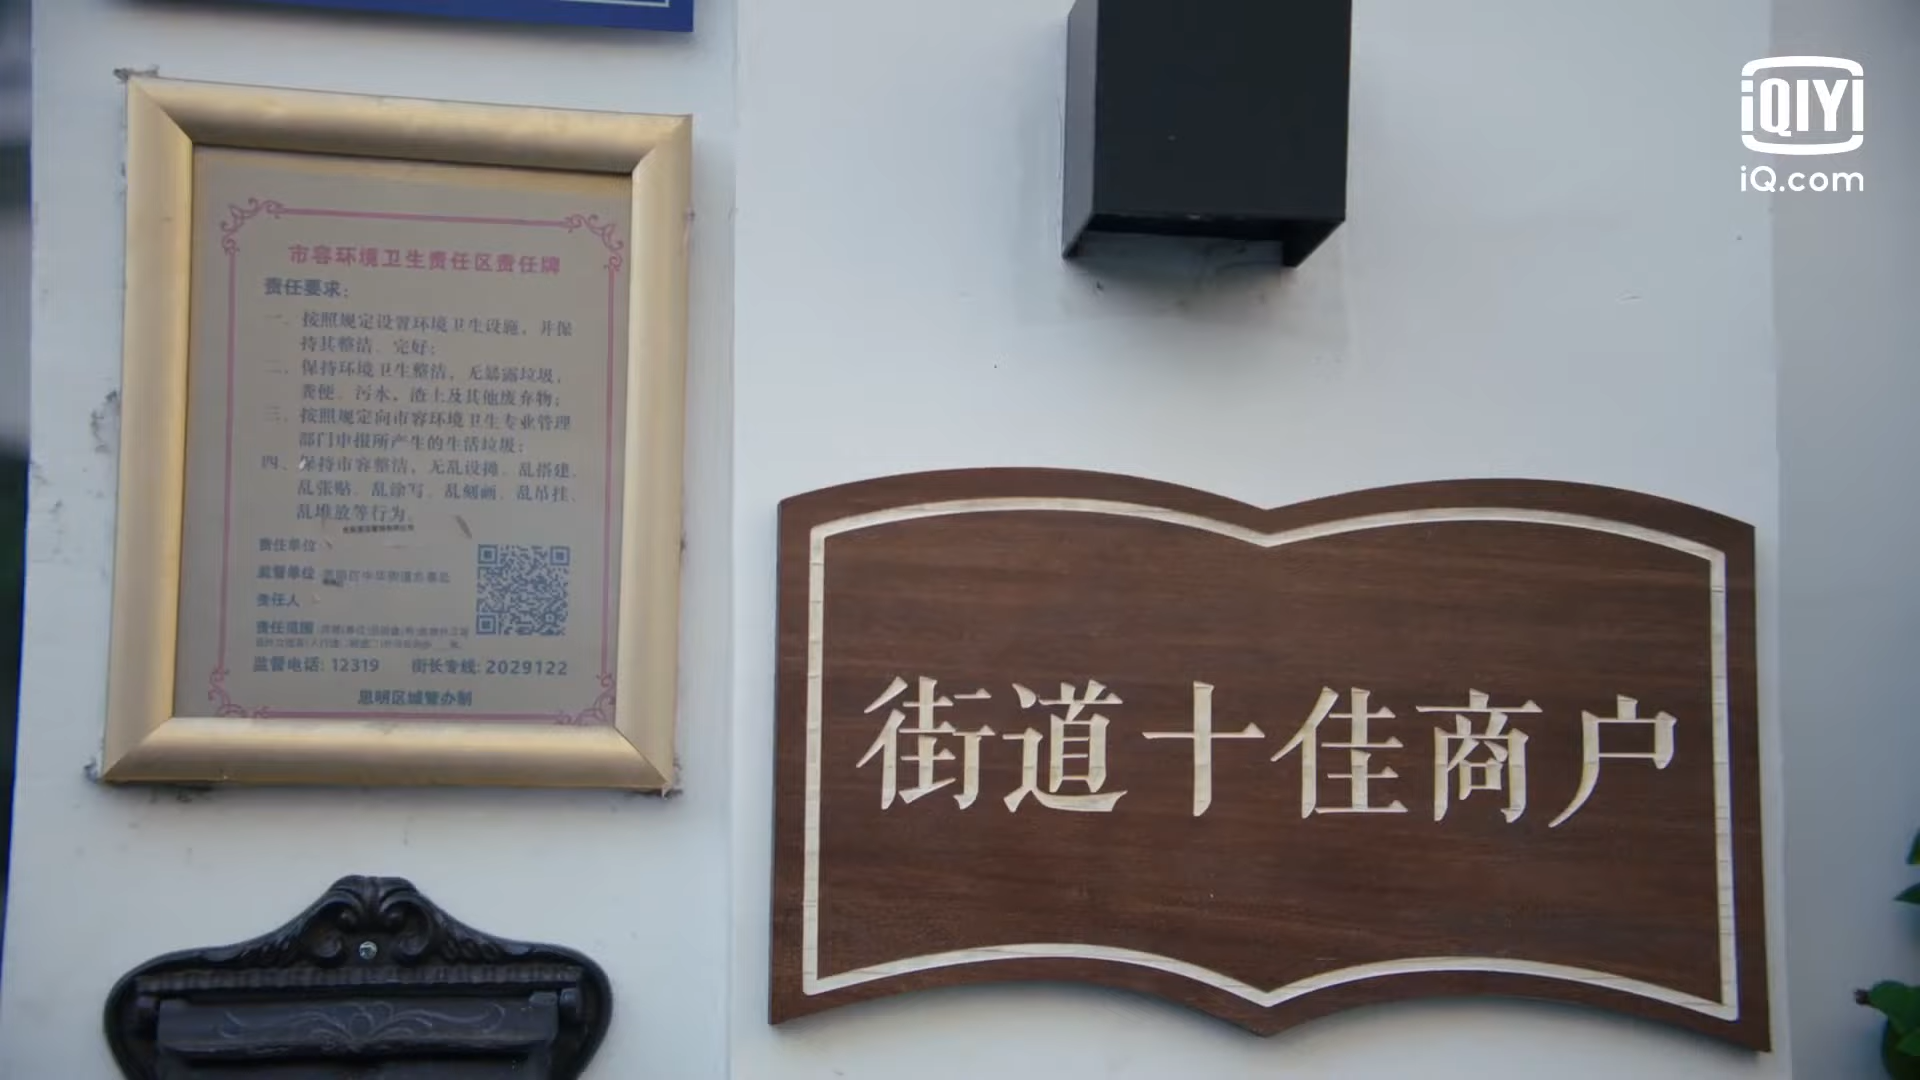 市容环境卫生责任区责任牌
责任要求：
一、按照规定设置环境卫生设施，并保
持其整洁、完好；
二、保持环境卫生整洁，无暴露垃圾、
粪便、污水，渣土及其他废弃物；
三、按照规定向市容环境卫生专业管理
部门申报所产生的生活垃圾；
四、保持市容整洁，无乱设摊、乱搭建、
乱张贴、乱涂写、乱刻画、乱吊挂、
乱堆放等行为。
责任单位
监督单位
责任人
责任范围
监督电话: 12319 街长专线: 2029122
思明区城管办制
街道十佳商户
iQIYI
iQ.com